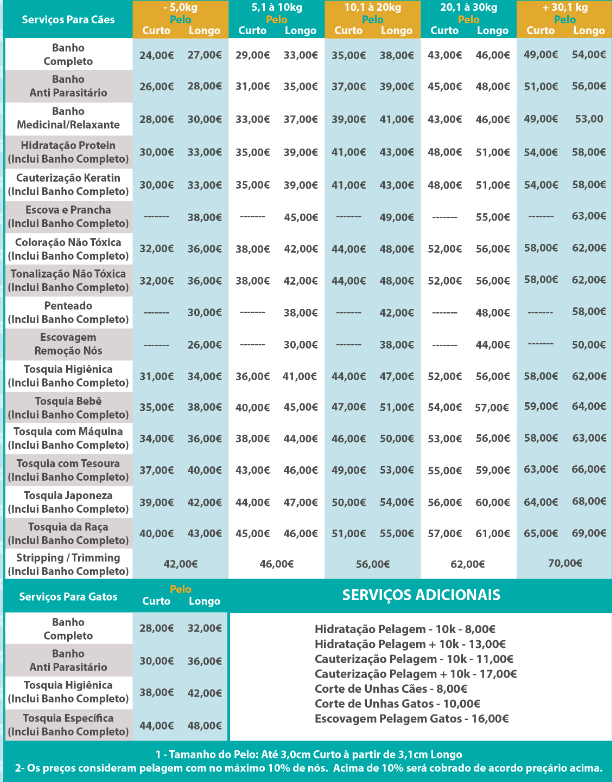 Serviços Para Cães
- 5,0kg 5,1 à 10kg 10,1 à 20kg 20,1 à 30kg + 30,1 kg
Pelo Pelo Pelo Pelo Pelo
Curto Longo Curto Longo Curto Longo Curto Longo Curto Longo
Banho
Completo
24,00€ 27,00€ 29,00€ 33,00€ 35,00€ 38,00€ 43,00€ 46,00€ 49,00€ 54,00€
Banho
Anti Parasitário
26,00€ 28,00€ 31,00€ 35,00€ 37,00€ 39,00€ 45,00€ 48,00€ 51,00€ 56,00€
Banho
Medicinal/Relaxante
28,00€ 30,00€ 33,00€ 37,00€ 39,00€ 41,00€ 43,00€ 46,00€ 49,00€ 53,00
Hidratação Protein
(Inclui Banho Completo)
30,00€ 33,00€ 35,00€ 39,00€ 41,00€ 43,00€ 48,00€ 51,00€ 54,00€ 58,00€
Cauterização Keratin
(Inclui Banho Completo)
30,00€ 33,00€ 35,00€ 39,00€ 41,00€ 43,00€ 48,00€ 51,00€ 54,00€ 58,00€
Escova e Prancha
(Inclui Banho Completo)
------- 38,00€ ------- 45,00€ ------- 49,00€ ------- 55,00€ ------- 63,00€
Coloração Não Tóxica
(Inclui Banho Completo)
32,00€ 36,00€ 38,00€ 42,00€ 44,00€ 48,00€ 52,00€ 56,00€ 58,00€ 62,00€
Tonalização Não Tóxica
(Inclui Banho Completo)
32,00€ 36,00€ 38,00€ 42,00€ 44,00€ 48,00€ 52,00€ 56,00€ 58,00€ 62,00€
Penteado
(Inclui Banho Completo)
------- 30,00€ ------- 38,00€ ------- 42,00€ ------- 48,00€ ------- 58,00€
Escovagem
Remoção Nós
------- 26,00€ ------- 30,00€ ------- 38,00€ ------- 44,00€ ------- 50,00€
Tosquia Higiênica
(Inclui Banho Completo)
31,00€ 34,00€ 36,00€ 41,00€ 44,00€ 47,00€ 52,00€ 56,00€ 58,00€ 62,00€
Tosquia Bebê
(Inclui Banho Completo)
35,00€ 38,00€ 40,00€ 45,00€ 47,00€ 51,00€ 54,00€ 57,00€ 59,00€ 64,00€
Tosquia com Máquina
(Inclui Banho Completo)
34,00€ 36,00€ 38,00€ 44,00€ 46,00€ 50,00€ 53,00€ 56,00€ 58,00€ 63,00€
Tosquia com Tesoura
(Inclui Banho Completo)
37,00€ 40,00€ 43,00€ 46,00€ 49,00€ 53,00€ 55,00€ 59,00€ 63,00€ 66,00€
Tosquia Japoneza
(Inclui Banho Completo)
39,00€ 42,00€ 44,00€ 47,00€ 50,00€ 54,00€ 56,00€ 60,00€ 64,00€ 68,00€
Tosquia da Raça
(Inclui Banho Completo)
40,00€ 43,00€ 45,00€ 46,00€ 51,00€ 55,00€ 57,00€ 61,00€ 65,00€ 69,00€
Stripping / Trimming
(Inclui Banho Completo)
42,00€ 46,00€ 56,00€ 62,00€ 70,00€
Serviços Para Gatos
Pelo
Curto Longo
Banho
Completo
28,00€ 32,00€
Banho
Anti Parasitário
30,00€ 36,00€
Tosquia Higiênica
(Inclui Banho Completo)
38,00€ 42,00€
Tosquia Específica
(Inclui Banho Completo)
44,00€ 48,00€
SERVIÇOS ADICIONAIS
Hidratação Pelagem - 10k - 8,00€
Hidratação Pelagem + 10k - 13,00€
Cauterização Pelagem - 10k - 11,00€
Cauterização Pelagem + 10k - 17,00€
Corte de Unhas Cães - 8,00€
Corte de Unhas Gatos - 10,00€
Escovagem Pelagem Gatos - 16,00€
1 - Tamanho do Pelo: Até 3,0cm Curto à partir de 3,1cm Longo
2- Os preços consideram pelagem com no máximo 10% de nós. Acima de 10% será cobrado de acordo preçário acima.